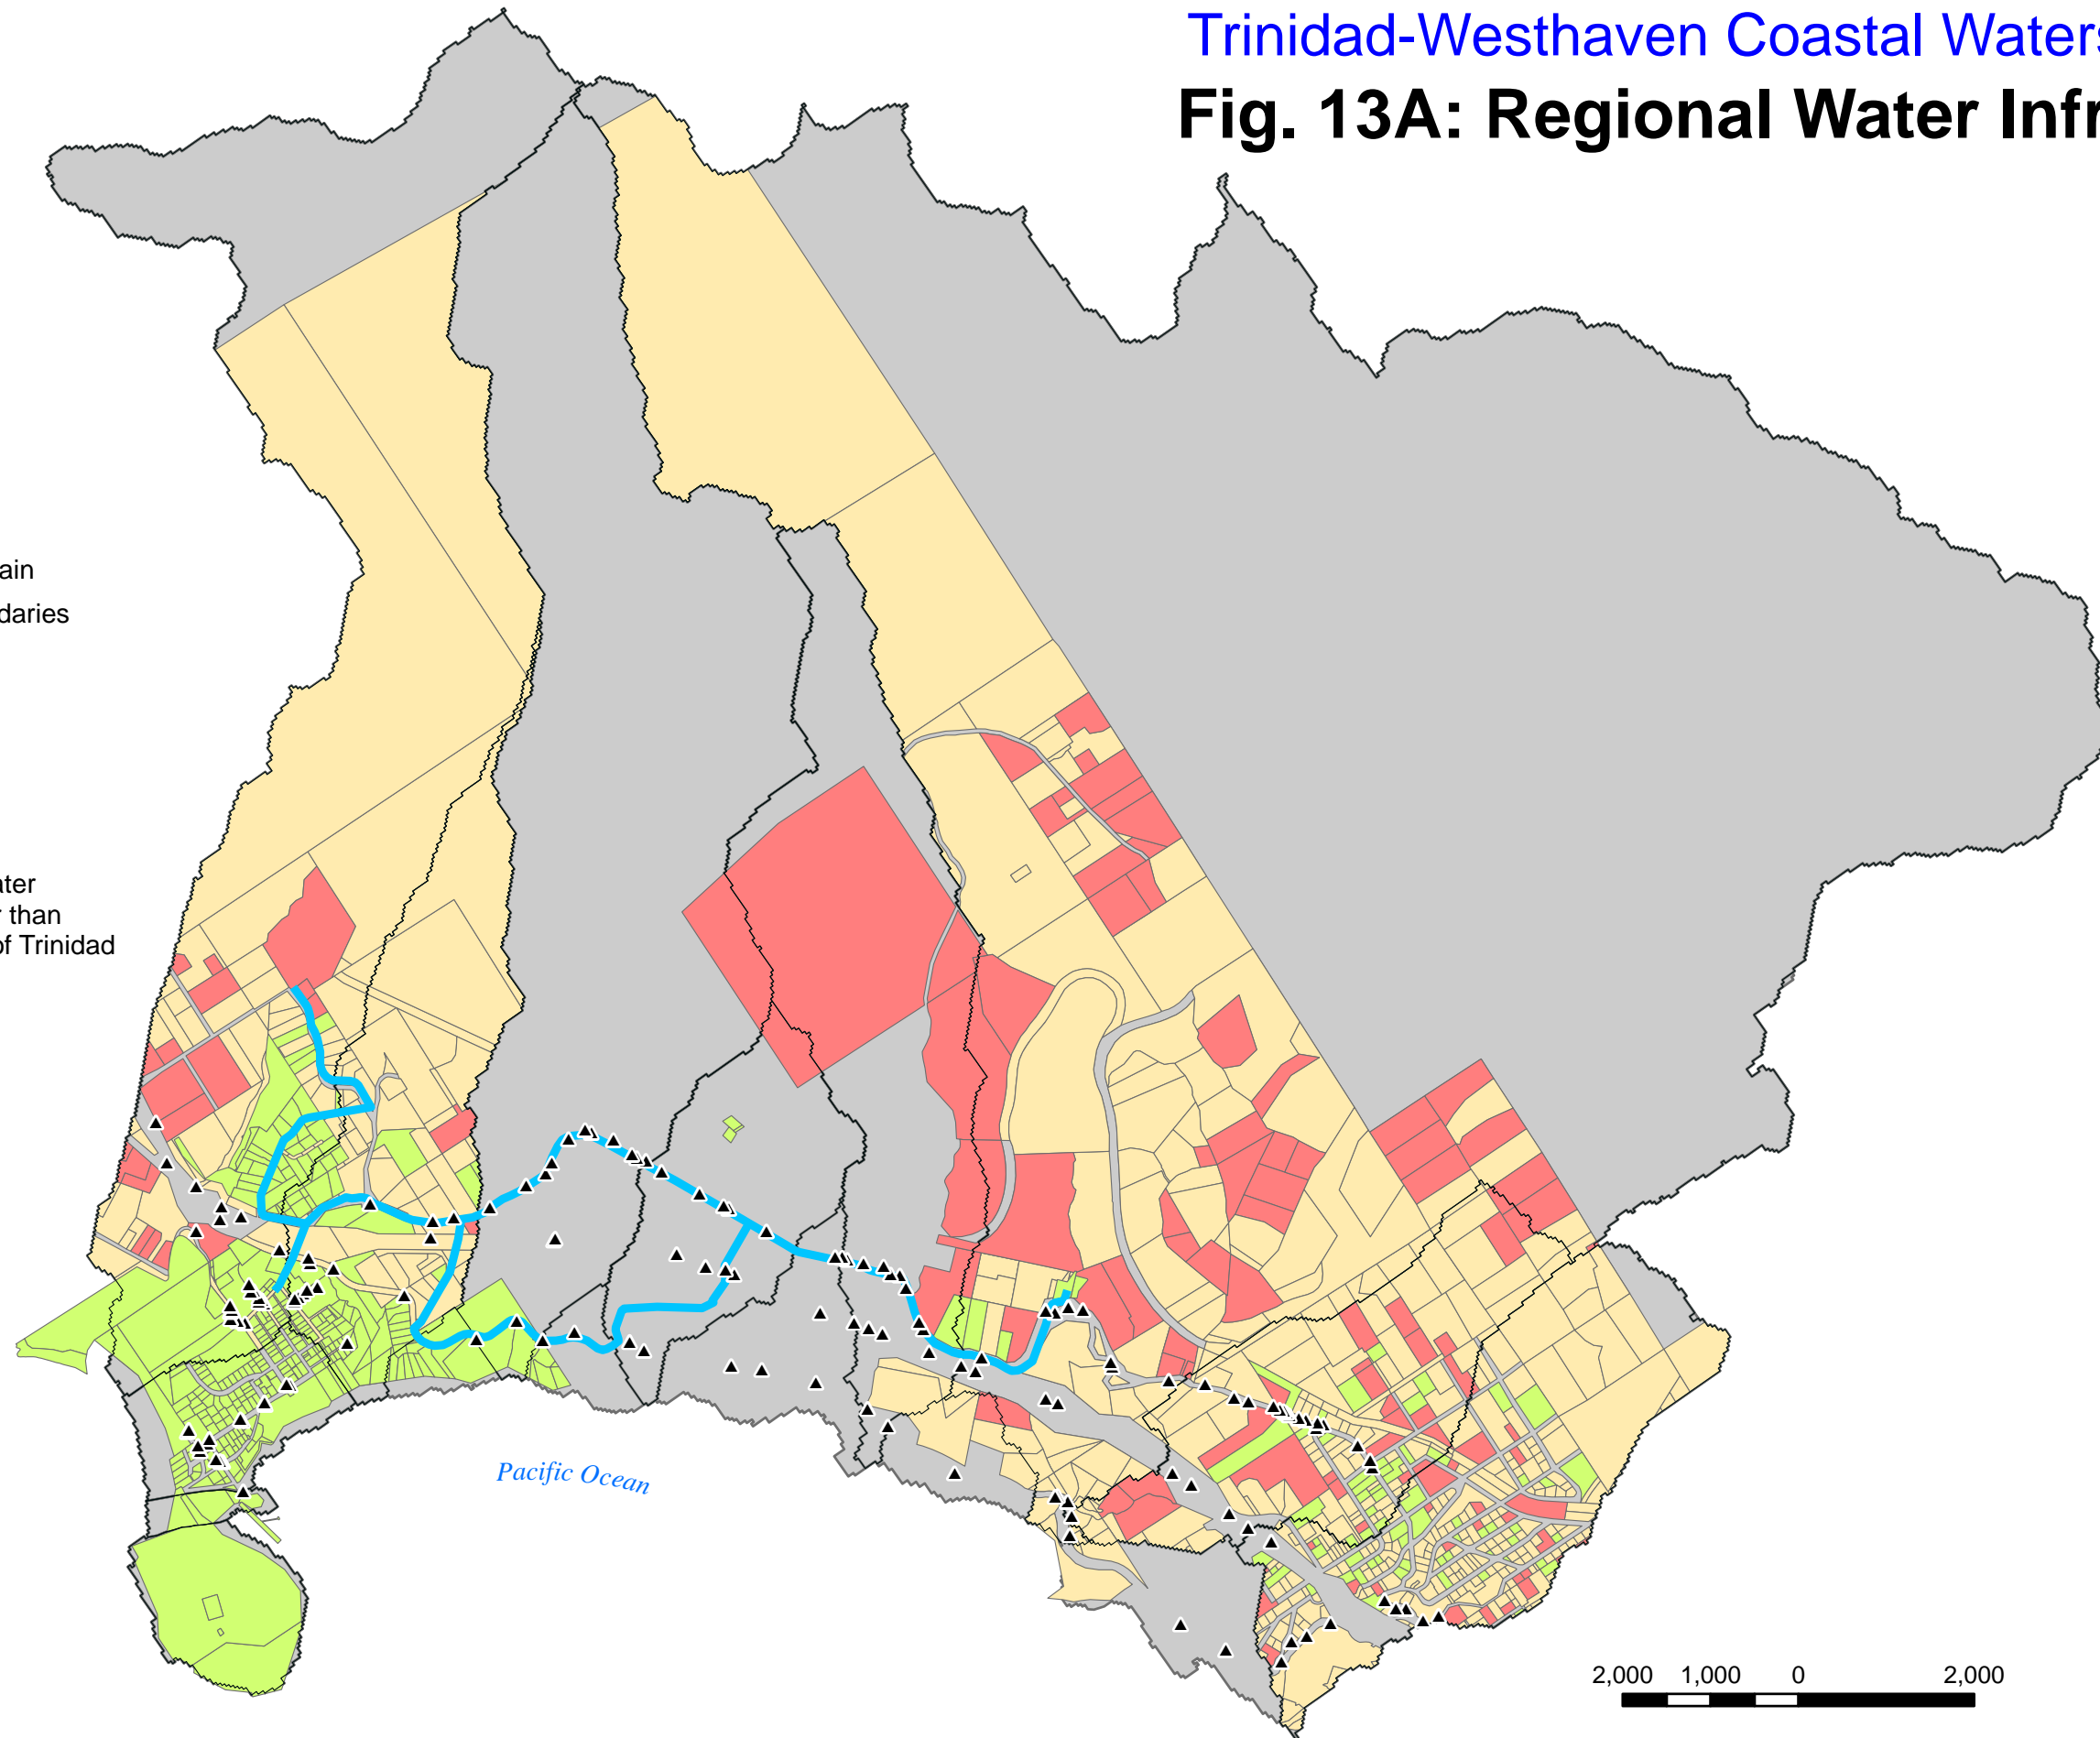 Trinidad-Westhaven Coastal Waters
Fig. 13A: Regional Water Infr
ain
daries
ater
r than
of Trinidad
Pacific Ocean
2,000 1,000 0 2,000